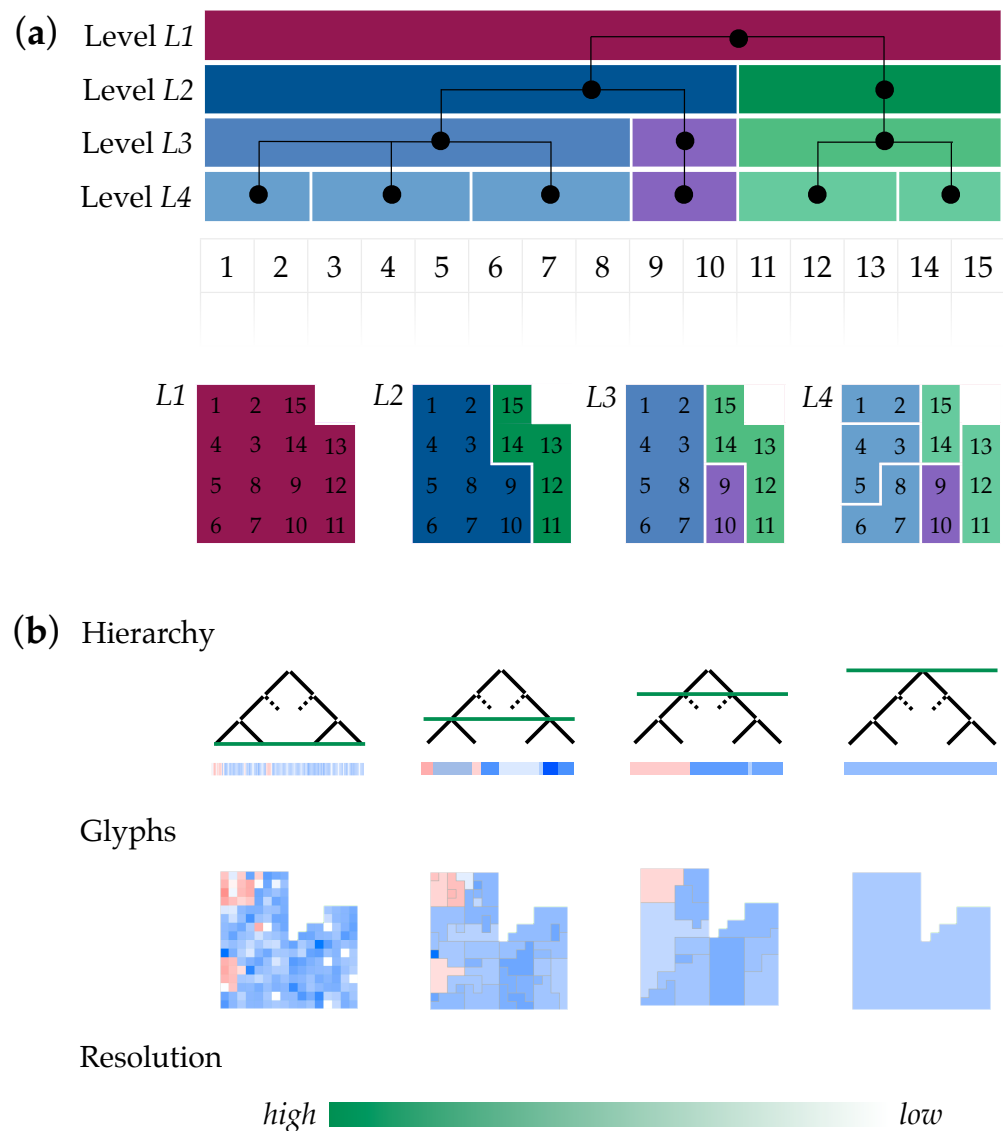 (a) Level L1
Level L2
Level L3
Level L4
1 2 3 4 5 6 7 8 9 10 11 12 13 14 15
L1 L2 L3 L4
1 2 15 1 2 15 1 2 15 1 2 15
4 3 14 13 4 3 14 13 4 3 14 13 4 3 14 13
5 8 9 12 5 8 9 12 5 8 9 12 5 8 9 12
6 7 10 11 6 7 10 11 6 7 10 11 6 7 10 11
(b) Hierarchy
Glyphs
Resolution
high low